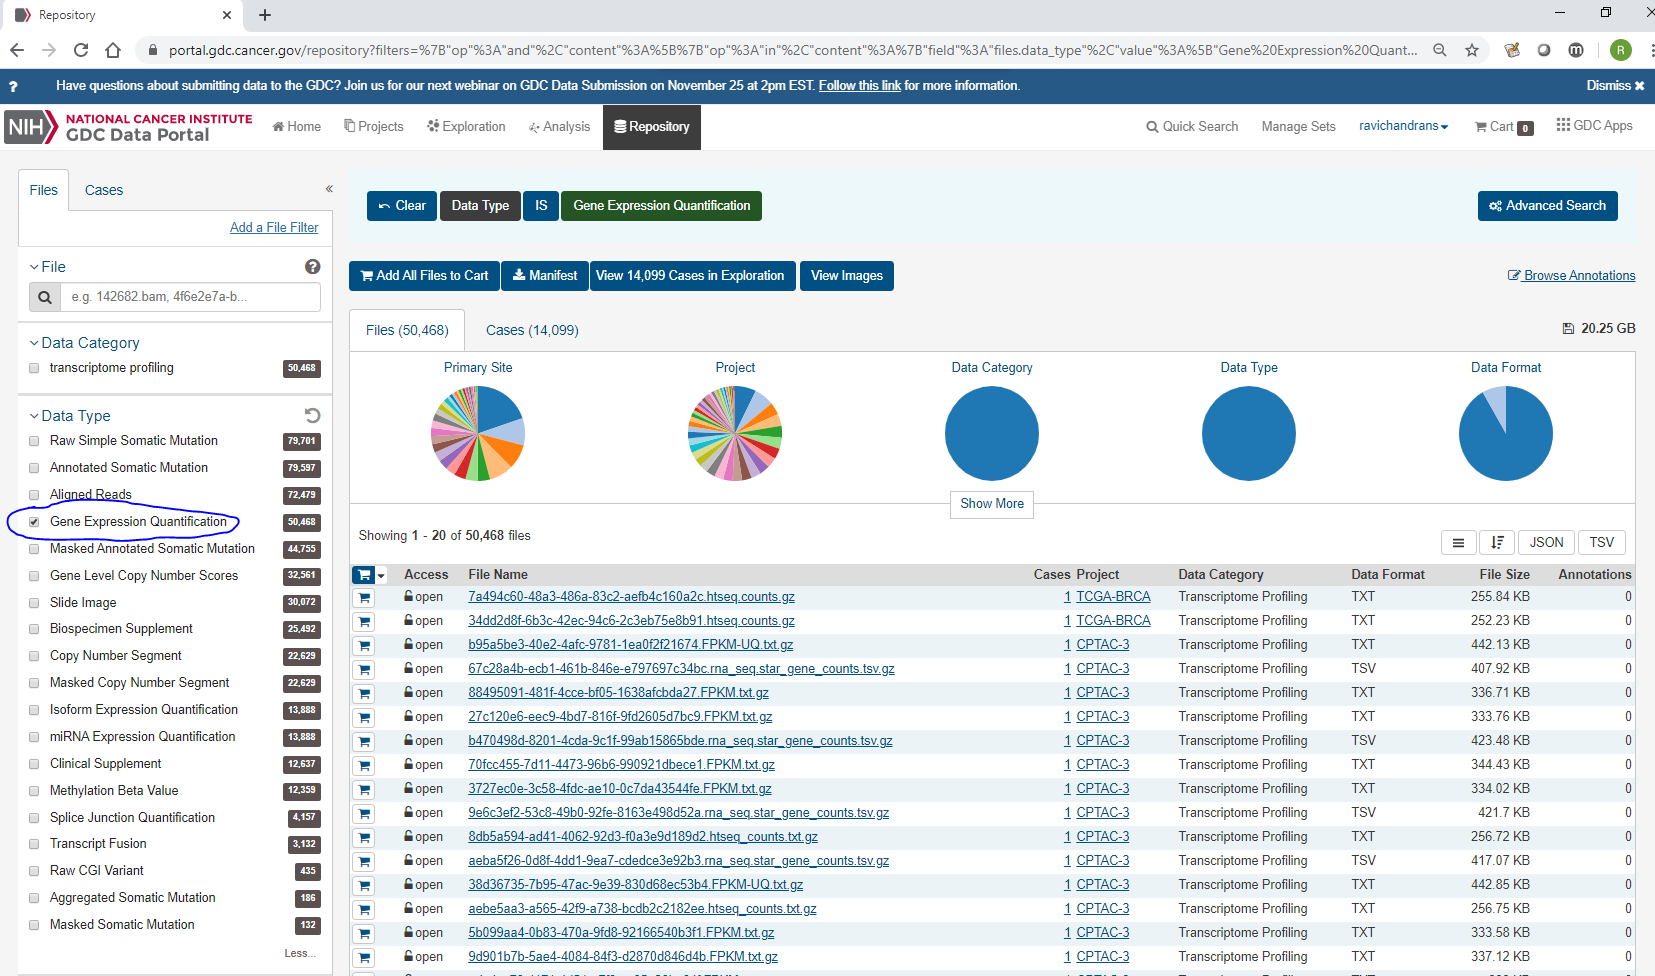 Repository
portal.gdc.cancer.gov/repository?filters=%7B"op"%3A"and"%2C"content"%3A%5B%7B"op"%3A"in"%2C"content"%3A%7B"field"%3A"files.data_type"%2C"value"%3A%5B"Gene%20Expression%20Quant...
R
? Have questions about submitting data to the GDC? Join us for our next webinar on GDC Data Submission on November 25 at 2pm EST. Follow this link for more information. Dismiss
NIH NATIONAL CANCER INSTITUTE
GDC Data Portal
Home Projects Exploration Analysis Repository Quick Search Manage Sets ravichandrans Cart 0 GDC Apps
Files Cases «
Add a File Filter
File ?
e.g. 142682.bam, 4f6e2e7a-b...
Data Category
transcriptome profiling 50,468
Data Type
Raw Simple Somatic Mutation 79,701
Annotated Somatic Mutation 79,597
Aligned Reads 72,479
Gene Expression Quantification 50,468
Masked Annotated Somatic Mutation 44,755
Gene Level Copy Number Scores 32,561
Slide Image 30,072
Biospecimen Supplement 25,492
Copy Number Segment 22,629
Masked Copy Number Segment 22,629
Isoform Expression Quantification 13,888
miRNA Expression Quantification 13,888
Clinical Supplement 12,637
Methylation Beta Value 12,359
Splice Junction Quantification 4,157
Transcript Fusion 3,132
Raw CGI Variant 435
Aggregated Somatic Mutation 186
Masked Somatic Mutation 132
Less...
Clear Data Type IS Gene Expression Quantification Advanced Search
Add All Files to Cart Manifest View 14,099 Cases in Exploration View Images Browse Annotations
Files (50,468) Cases (14,099) 20.25 GB
Primary Site Project Data Category Data Type Data Format
Show More
Showing 1 - 20 of 50,468 files JSON TSV
Access File Name Cases Project Data Category Data Format File Size Annotations
open 7a494c60-48a3-486a-83c2-aefb4c160a2c.htseq.counts.gz 1 TCGA-BRCA Transcriptome Profiling TXT 255.84 KB 0
open 34dd2d8f-6b3c-42ec-94c6-2c3eb75e8b91.htseq.counts.gz 1 TCGA-BRCA Transcriptome Profiling TXT 252.23 KB 0
open b95a5be3-40e2-4afc-9781-1ea0f2f21674.FPKM-UQ.txt.gz 1 CPTAC-3 Transcriptome Profiling TXT 442.13 KB 0
open 67c28a4b-ecb1-461b-846e-e797697c34bc.rna_seq.star_gene_counts.tsv.gz 1 CPTAC-3 Transcriptome Profiling TSV 407.92 KB 0
open 88495091-481f-4cce-bf05-1638afcbda27.FPKM.txt.gz 1 CPTAC-3 Transcriptome Profiling TXT 336.71 KB 0
open 27c120e6-eec9-4bd7-816f-9fd2605d7bc9.FPKM.txt.gz 1 CPTAC-3 Transcriptome Profiling TXT 333.76 KB 0
open b470498d-8201-4cda-9c1f-99ab15865bde.rna_seq.star_gene_counts.tsv.gz 1 CPTAC-3 Transcriptome Profiling TSV 423.48 KB 0
open 70fcc455-7d11-4473-96b6-990921dbece1.FPKM.txt.gz 1 CPTAC-3 Transcriptome Profiling TXT 344.43 KB 0
open 3727ec0e-3c58-4fdc-ae10-0c7da43544fe.FPKM.txt.gz 1 CPTAC-3 Transcriptome Profiling TXT 334.02 KB 0
open 9e6c3ef2-53c8-49b0-92fe-8163e498d52a.rna_seq.star_gene_counts.tsv.gz 1 CPTAC-3 Transcriptome Profiling TSV 421.7 KB 0
open 8db5a594-ad41-4062-92d3-f0a3e9d189d2.htseq_counts.txt.gz 1 CPTAC-3 Transcriptome Profiling TXT 256.72 KB 0
open aeba5f26-0d8f-4dd1-9ea7-cdedce3e92b3.rna_seq.star_gene_counts.tsv.gz 1 CPTAC-3 Transcriptome Profiling TSV 417.07 KB 0
open 38d36735-7b95-47ac-9e39-830d68ec53b4.FPKM-UQ.txt.gz 1 CPTAC-3 Transcriptome Profiling TXT 442.85 KB 0
open aebe5aa3-a565-42f9-a738-bcdb2c2182ee.htseq_counts.txt.gz 1 CPTAC-3 Transcriptome Profiling TXT 256.75 KB 0
open 5b099aa4-0b83-470a-9fd8-92166540b3f1.FPKM.txt.gz 1 CPTAC-3 Transcriptome Profiling TXT 333.58 KB 0
open 9d901b7b-5ae4-4084-84f3-d2870d846d4b.FPKM.txt.gz 1 CPTAC-3 Transcriptome Profiling TXT 337.12 KB 0